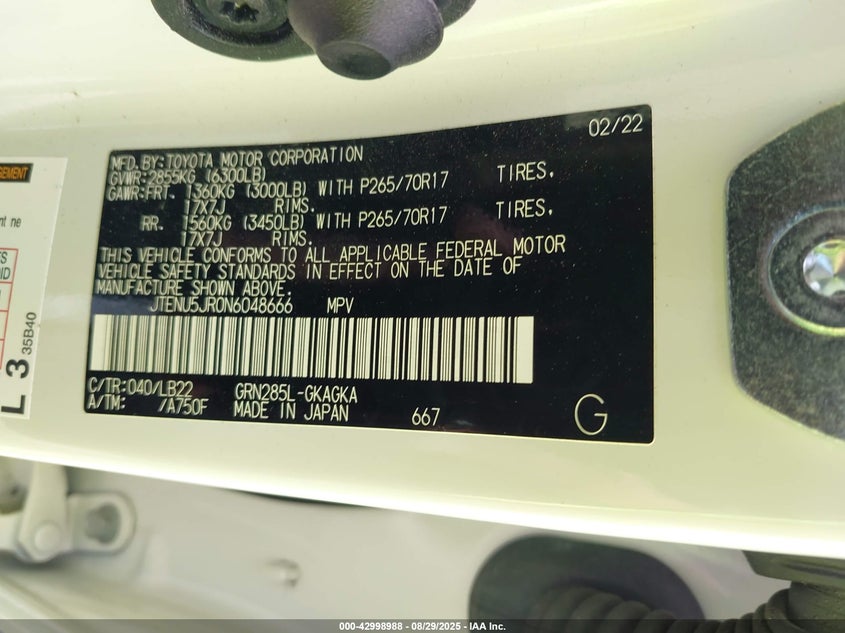 02/22
MFD. BY: TOYOTA MOTOR CORPORATION
GVWR: 2855KG (6300LB)
GAWR: FRT. 1360KG (3000LB) WITH P265/70R17 TIRES,
17X7J RIMS.
RR. 1560KG (3450LB) WITH P265/70R17 TIRES,
17X7J RIMS.
THIS VEHICLE CONFORMS TO ALL APPLICABLE FEDERAL MOTOR
VEHICLE SAFETY STANDARDS IN EFFECT ON THE DATE OF
MANUFACTURE SHOWN ABOVE.
JTENU5JR0N6048666 MPV
C/TR: 040/LB22 GRN285L-GKAGKA
A/TM: /A750F MADE IN JAPAN 667 G
L 3 35B40
000-42998988 - 08/29/2025 - IAA Inc.